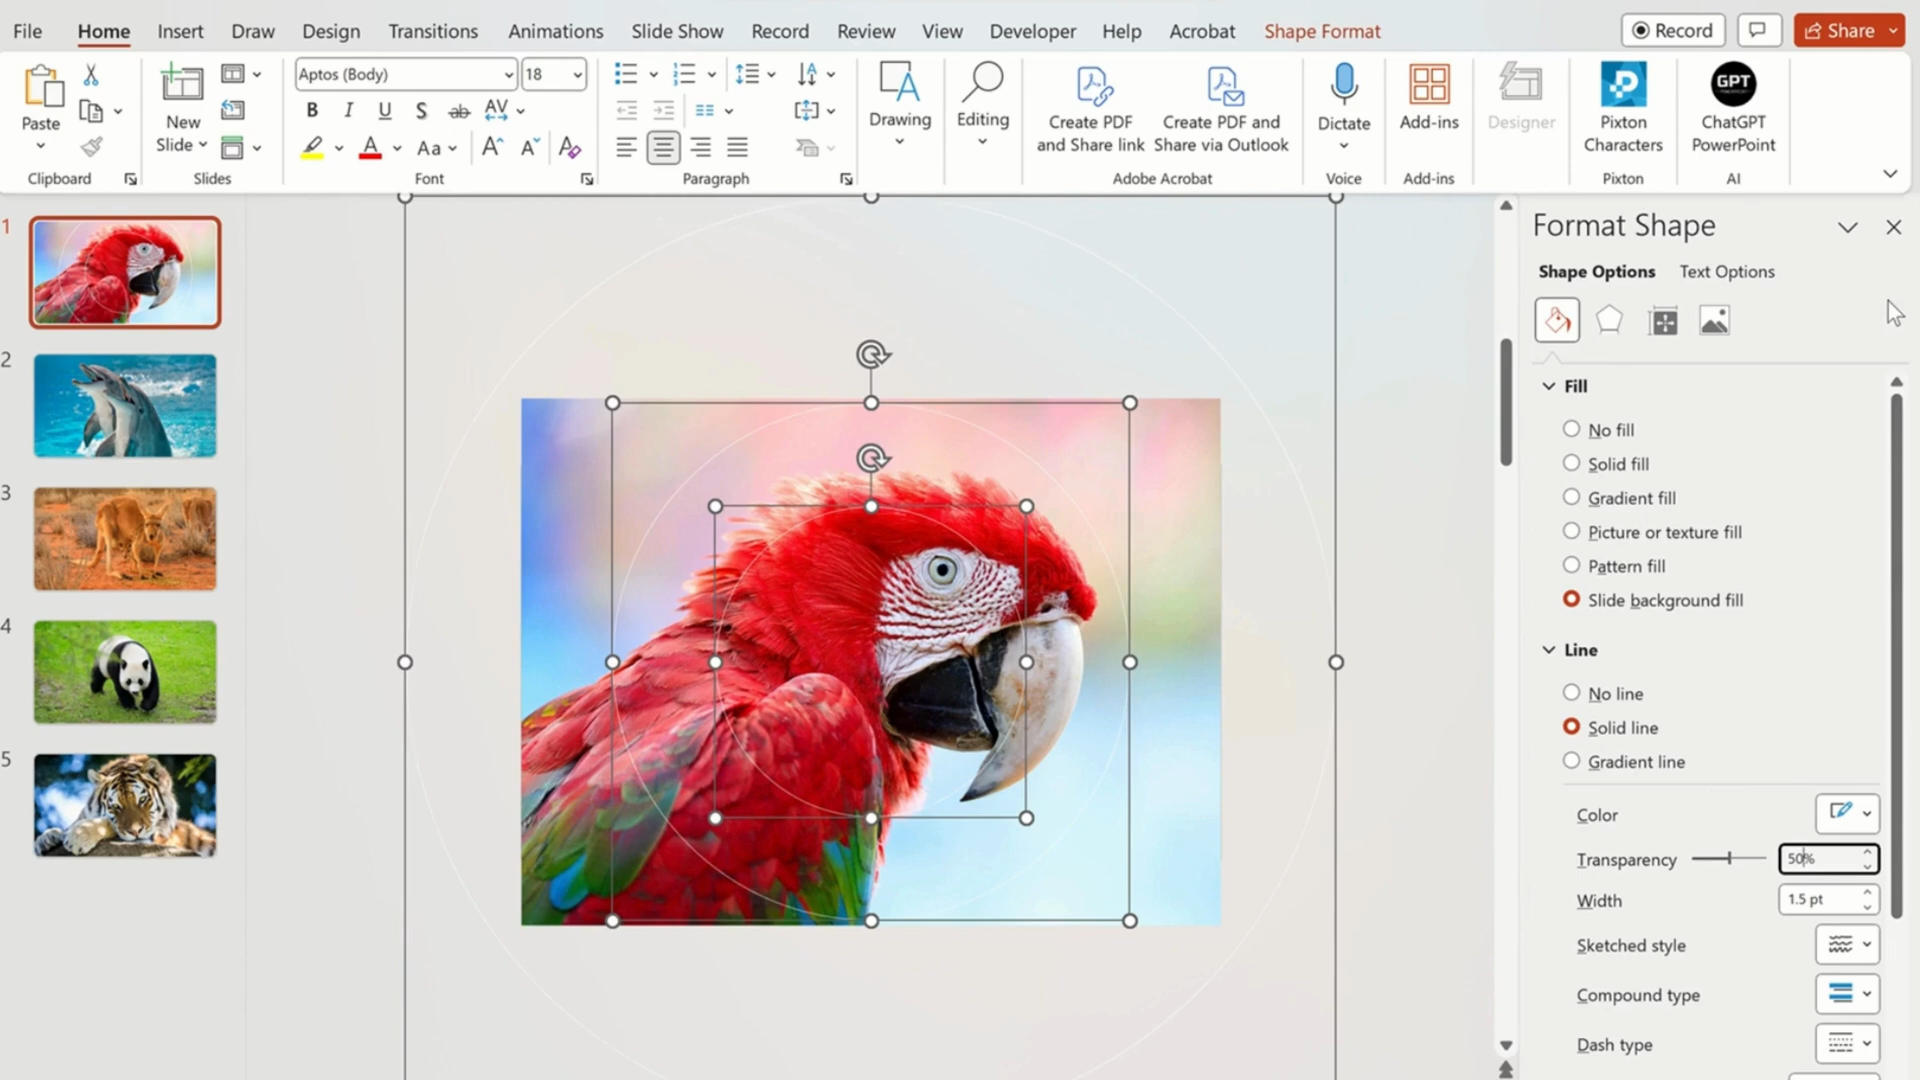 File Home Insert Draw Design Transitions Animations Slide Show Record Review View Developer Help Acrobat Shape Format Record Share
Aptos (Body) 18
B I U S ab AV
Aa A A A
Paste
New
Slide
Drawing
Editing
Create PDF
and Share link
Create PDF and
Share via Outlook
Dictate
Add-ins
Designer
Pixton
Characters
GPT
ChatGPT
PowerPoint
Clipboard Slides Font Paragraph Adobe Acrobat Voice Add-ins Pixton AI
1
2
3
4
5
Format Shape
Shape Options Text Options
Fill
No fill
Solid fill
Gradient fill
Picture or texture fill
Pattern fill
Slide background fill
Line
No line
Solid line
Gradient line
Color
Transparency 50%
Width 1.5 pt
Sketched style
Compound type
Dash type